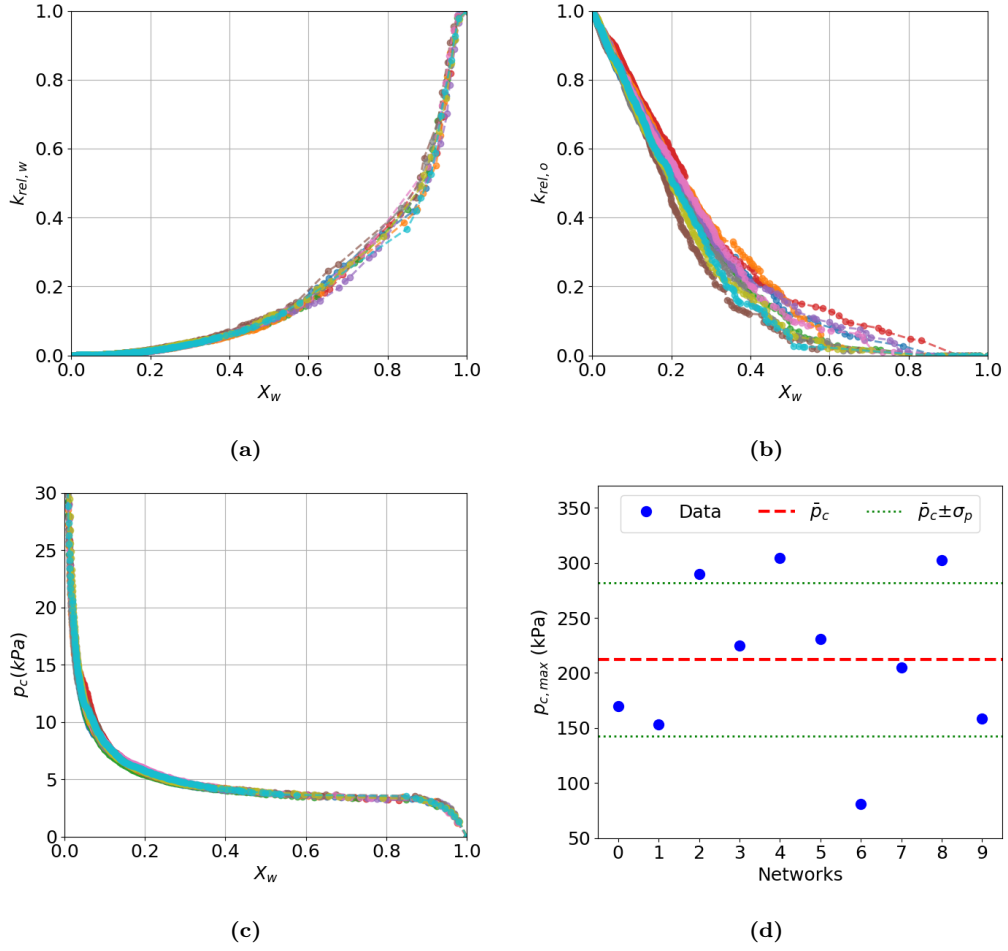 1.0
0.8
0.6
0.4
0.2
0.0
k_{rel,w}
0.0 0.2 0.4 0.6 0.8 1.0
X_w
(a)
1.0
0.8
0.6
0.4
0.2
0.0
k_{rel,o}
0.0 0.2 0.4 0.6 0.8 1.0
X_w
(b)
30
25
20
15
10
5
0
p_c(kPa)
0.0 0.2 0.4 0.6 0.8 1.0
X_w
(c)
Data p̄_c p̄_c±σ_p
350
300
250
200
150
100
50
p_{c,max} (kPa)
0 1 2 3 4 5 6 7 8 9
Networks
(d)